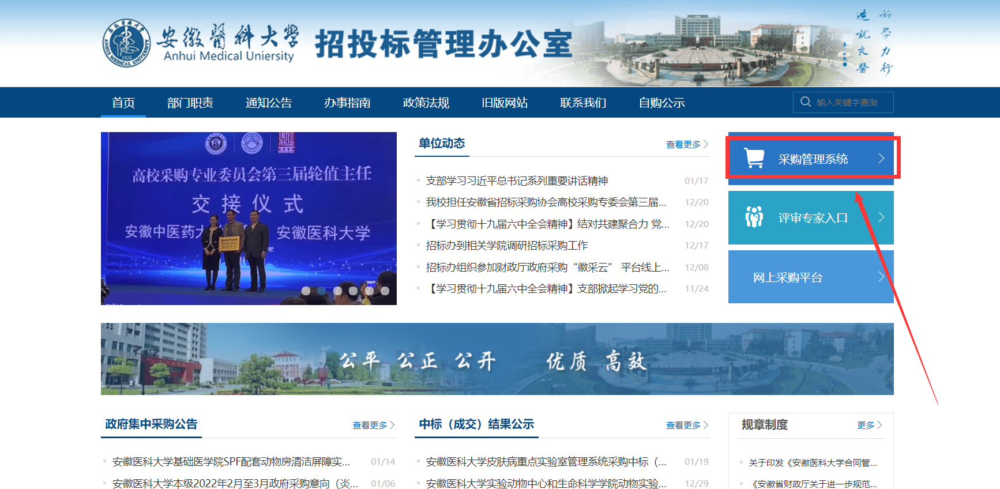 安徽醫科大学
Anhui Medical Uniersity
招投标管理办公室
好學力行
造就良醫
首页
部门职责
通知公告
办事指南
政策法规
旧版网站
联系我们
自购公示
输入关键字查询
高校采购专业委员会第三届轮值主任
交接仪式
安徽中医药大
安徽医科大学
单位动态
查看更多
支部学习习近平总书记系列重要讲话精神
01/17
我校担任安徽省招标采购协会高校采购专委会第三届...
12/20
【学习贯彻十九届六中全会精神】结对共建聚合力 党...
12/20
招标办到相关学院调研招标采购工作
12/17
招标办组织参加财政厅政府采购“徽采云” 平台线上...
12/08
【学习贯彻十九届六中全会精神】支部掀起学习党的...
11/24
采购管理系统
评审专家入口
网上采购平台
公平 公正 公开 优质 高效
政府集中采购公告
查看更多
安徽医科大学基础医学院SPF配套动物房清洁屏障实...
01/14
安徽医科大学本级2022年2月至3月政府采购意向（炎...
01/06
中标（成交）结果公示
查看更多
安徽医科大学皮肤病重点实验室管理系统采购中标（...
01/19
安徽医科大学实验动物中心和生命科学学院动物实验...
12/29
规章制度
更多
关于印发《安徽医科大学合同管...
《安徽省财政厅关于进一步规范...